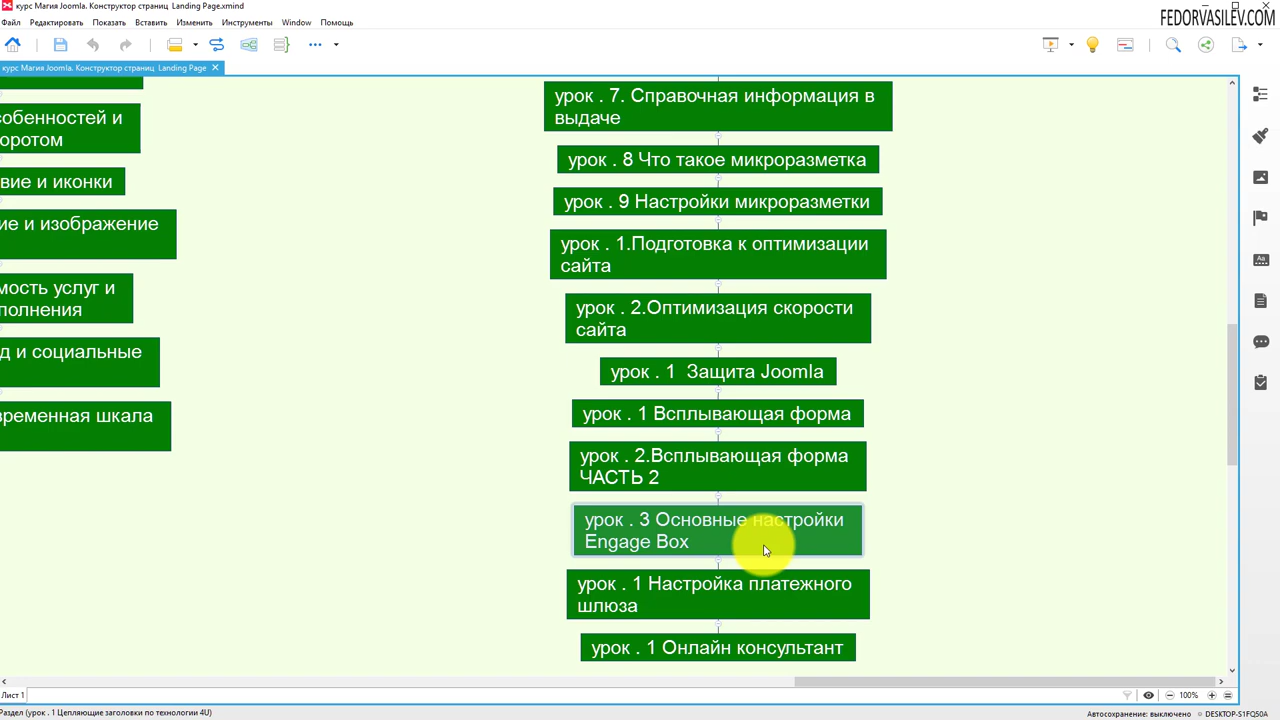 курс Магия Joomla. Конструктор страниц Landing Page.xmind
FEDORVASILEV.COM
Файл Редактировать Показать Вставить Изменить Инструменты Window Помощь
курс Магия Joomla. Конструктор страниц Landing Page
собенностей и
оротом
вие и иконки
ие и изображение
мость услуг и
полнения
д и социальные
временная шкала
урок . 7. Справочная информация в
выдаче
урок . 8 Что такое микроразметка
урок . 9 Настройки микроразметки
урок . 1.Подготовка к оптимизации
сайта
урок . 2.Оптимизация скорости
сайта
урок . 1 Защита Joomla
урок . 1 Всплывающая форма
урок . 2.Всплывающая форма
ЧАСТЬ 2
урок . 3 Основные настройки
Engage Box
урок . 1 Настройка платежного
шлюза
урок . 1 Онлайн консультант
Лист 1
100%
Раздел (урок . 1 Цепляющие заголовки по технологии 4U)
Автосохранение: выключено
DESKTOP-S1FQ50A